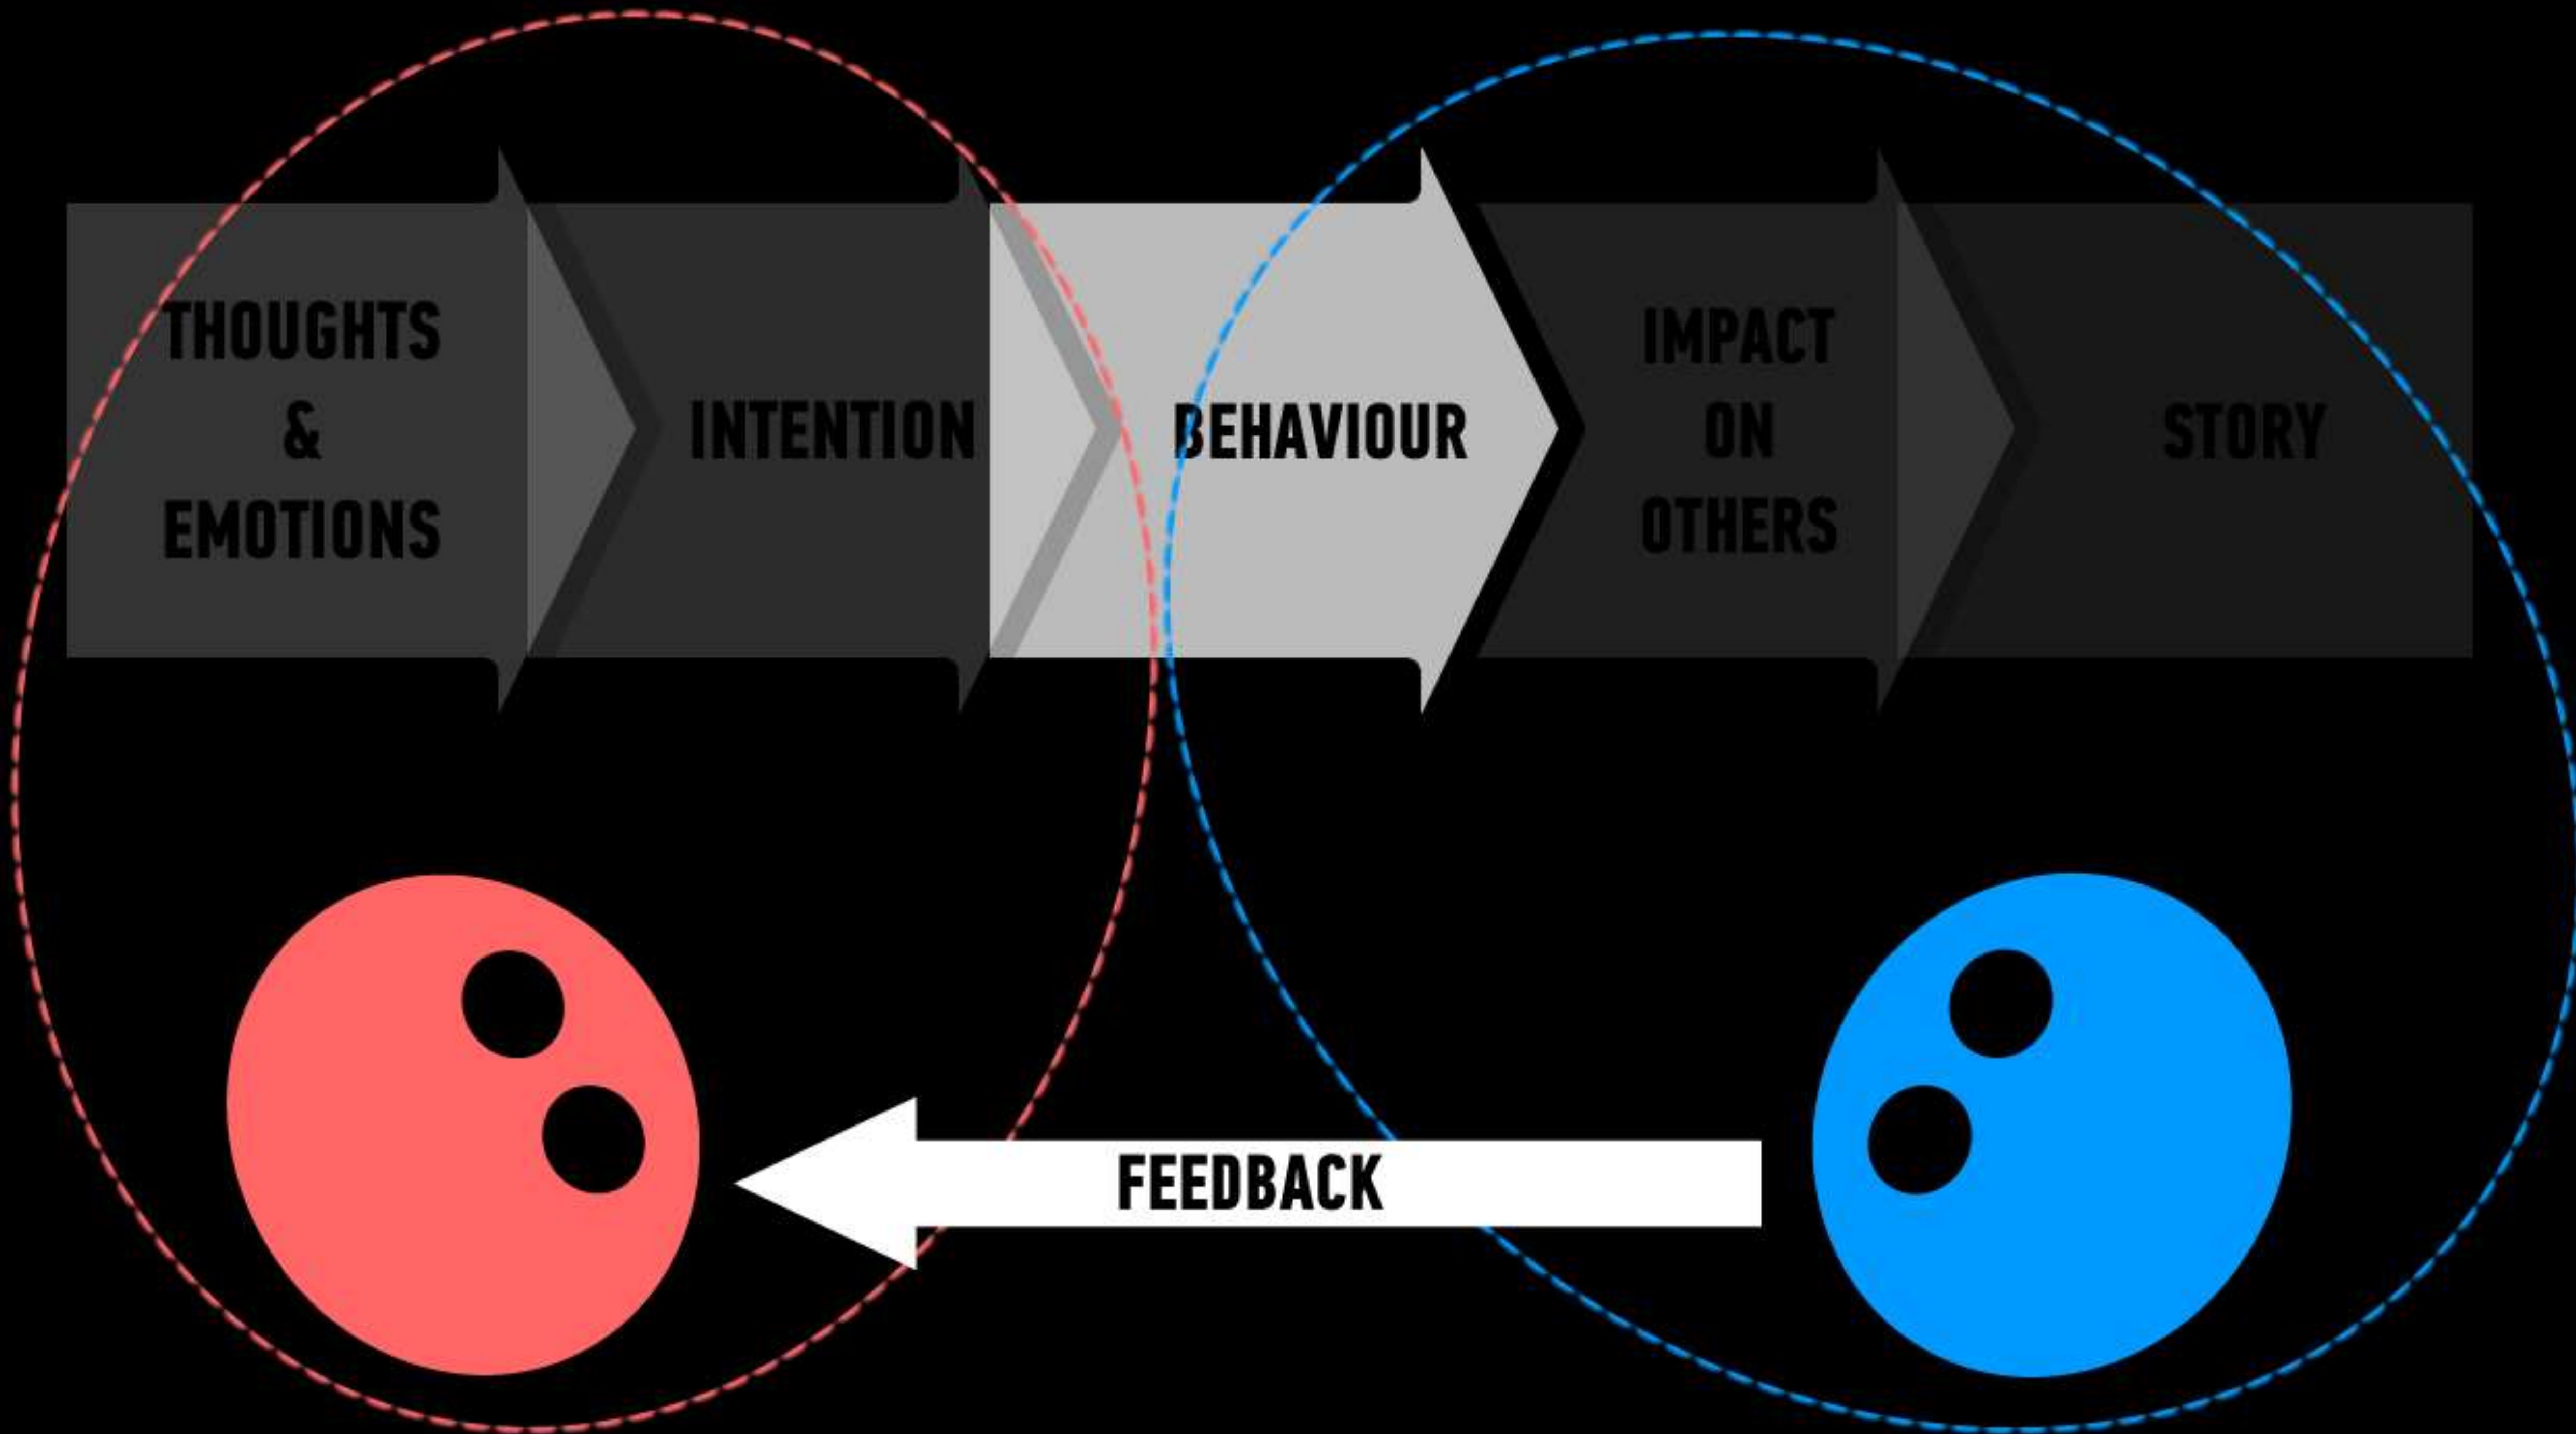 THOUGHTS
&
EMOTIONS
INTENTION
BEHAVIOUR
IMPACT
ON
OTHERS
STORY
FEEDBACK